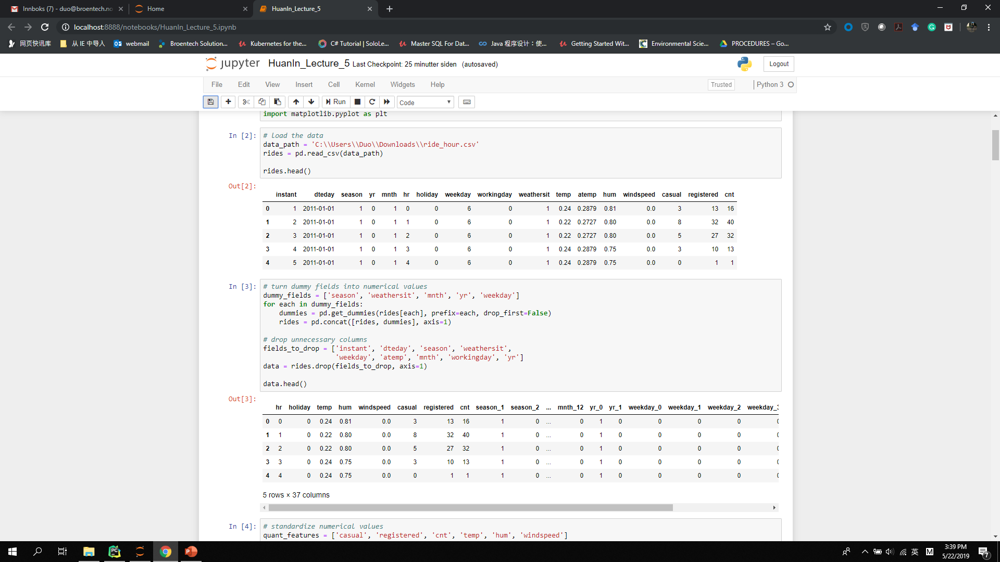 Innboks (7) - duo@broentech.no
Home
HuanIn_Lecture_5
localhost:8888/notebooks/HuanIn_Lecture_5.ipynb
网页快讯库 从 IE 中导入 webmail Broentech Solution... Kubernetes for the... C# Tutorial | SoloLe... Master SQL For Dat... Java 程序设计：使... Getting Started Wit... Environmental Scie... PROCEDURES – Go...
jupyter HuanIn_Lecture_5 Last Checkpoint: 25 minutter siden (autosaved) Logout
File Edit View Insert Cell Kernel Widgets Help Trusted Python 3
Run Code
import matplotlib.pyplot as plt
In [2]: # load the data
data_path = 'C:\\Users\\Duo\\Downloads\\ride_hour.csv'
rides = pd.read_csv(data_path)
rides.head()
Out[2]:
instant dteday season yr mnth hr holiday weekday workingday weathersit temp atemp hum windspeed casual registered cnt
0 1 2011-01-01 1 0 1 0 0 6 0 1 0.24 0.2879 0.81 0.0 3 13 16
1 2 2011-01-01 1 0 1 1 0 6 0 1 0.22 0.2727 0.80 0.0 8 32 40
2 3 2011-01-01 1 0 1 2 0 6 0 1 0.22 0.2727 0.80 0.0 5 27 32
3 4 2011-01-01 1 0 1 3 0 6 0 1 0.24 0.2879 0.75 0.0 3 10 13
4 5 2011-01-01 1 0 1 4 0 6 0 1 0.24 0.2879 0.75 0.0 0 1 1
In [3]: # turn dummy fields into numerical values
dummy_fields = ['season', 'weathersit', 'mnth', 'yr', 'weekday']
for each in dummy_fields:
    dummies = pd.get_dummies(rides[each], prefix=each, drop_first=False)
    rides = pd.concat([rides, dummies], axis=1)
# drop unnecessary columns
fields_to_drop = ['instant', 'dteday', 'season', 'weathersit',
                  'weekday', 'atemp', 'mnth', 'workingday', 'yr']
data = rides.drop(fields_to_drop, axis=1)
data.head()
Out[3]:
hr holiday temp hum windspeed casual registered cnt season_1 season_2 ... mnth_12 yr_0 yr_1 weekday_0 weekday_1 weekday_2 weekday_3
0 0 0 0.24 0.81 0.0 3 13 16 1 0 ... 0 1 0 0 0 0 0
1 1 0 0.22 0.80 0.0 8 32 40 1 0 ... 0 1 0 0 0 0 0
2 2 0 0.22 0.80 0.0 5 27 32 1 0 ... 0 1 0 0 0 0 0
3 3 0 0.24 0.75 0.0 3 10 13 1 0 ... 0 1 0 0 0 0 0
4 4 0 0.24 0.75 0.0 0 1 1 1 0 ... 0 1 0 0 0 0 0
5 rows × 37 columns
In [4]: # standardize numerical values
quant_features = ['casual', 'registered', 'cnt', 'temp', 'hum', 'windspeed']
英 M 3:39 PM
5/22/2019 7